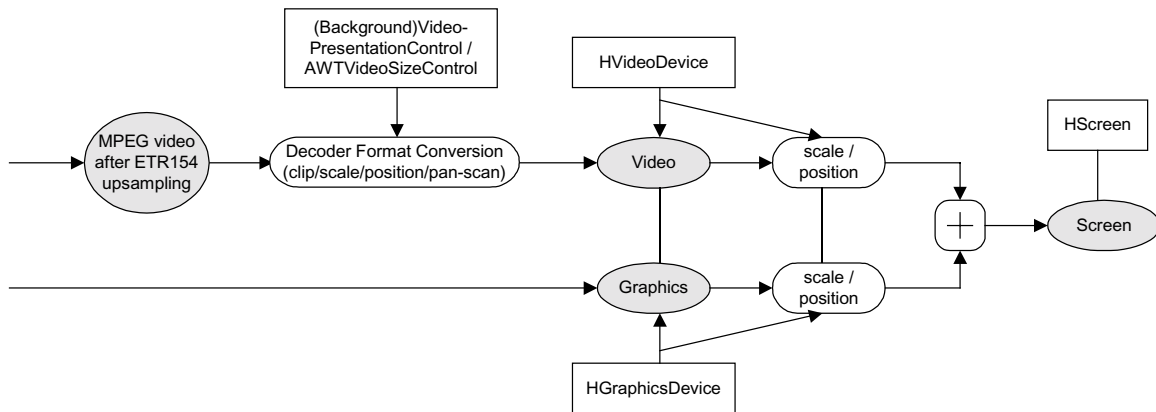 (Background)Video-
PresentationControl /
AWTVideoSizeControl
HVideoDevice
HScreen
MPEG video
after ETR154
upsampling
Decoder Format Conversion
(clip/scale/position/pan-scan)
Video
scale /
position
Screen
Graphics
scale /
position
HGraphicsDevice